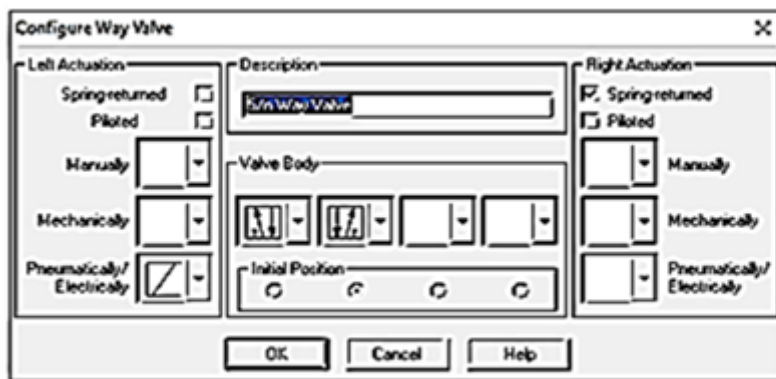 Configure Way Valve
Left Actuation
Spring-returned
Piloted
Manually
Mechanically
Pneumatically/
Electrically
Description
5/n Way Valve
Valve Body
Initial Position
Right Actuation
Spring-returned
Piloted
Manually
Mechanically
Pneumatically/
Electrically
OK
Cancel
Help